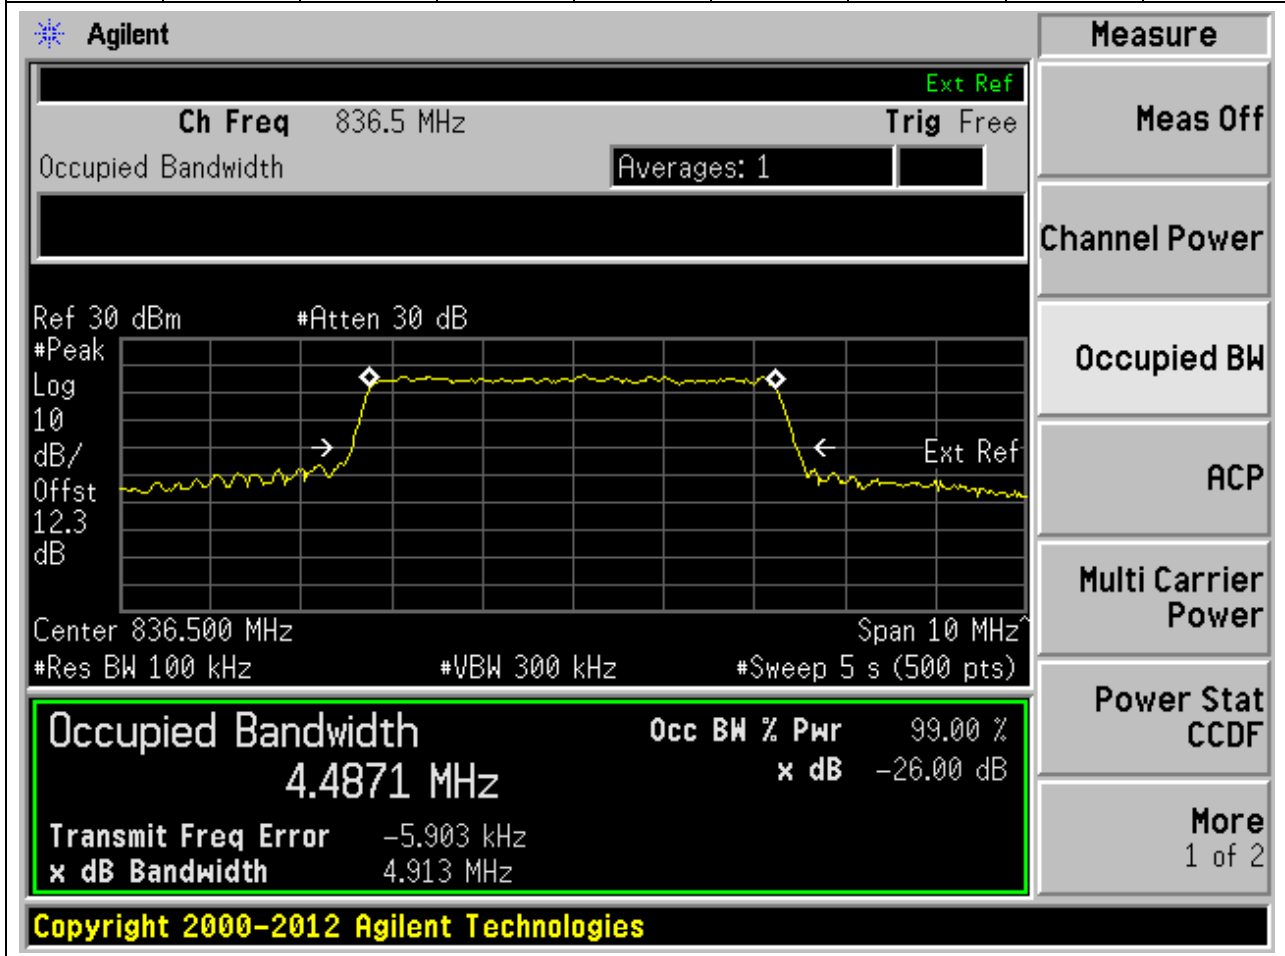 Agilent
Measure
Ext Ref
Ch Freq 836.5 MHz Trig Free
Meas Off
Occupied Bandwidth Averages: 1
Channel Power
Ref 30 dBm #Atten 30 dB
#Peak
Log
10
dB/
Offst
12.3
dB
Ext Ref
Occupied BW
ACP
Center 836.500 MHz Span 10 MHz^
#Res BW 100 kHz #VBW 300 kHz #Sweep 5 s (500 pts)
Multi Carrier
Power
Occupied Bandwidth Occ BW % Pwr 99.00 %
4.4871 MHz x dB -26.00 dB
Transmit Freq Error -5.903 kHz
x dB Bandwidth 4.913 MHz
Power Stat
CCDF
More
1 of 2
Copyright 2000-2012 Agilent Technologies